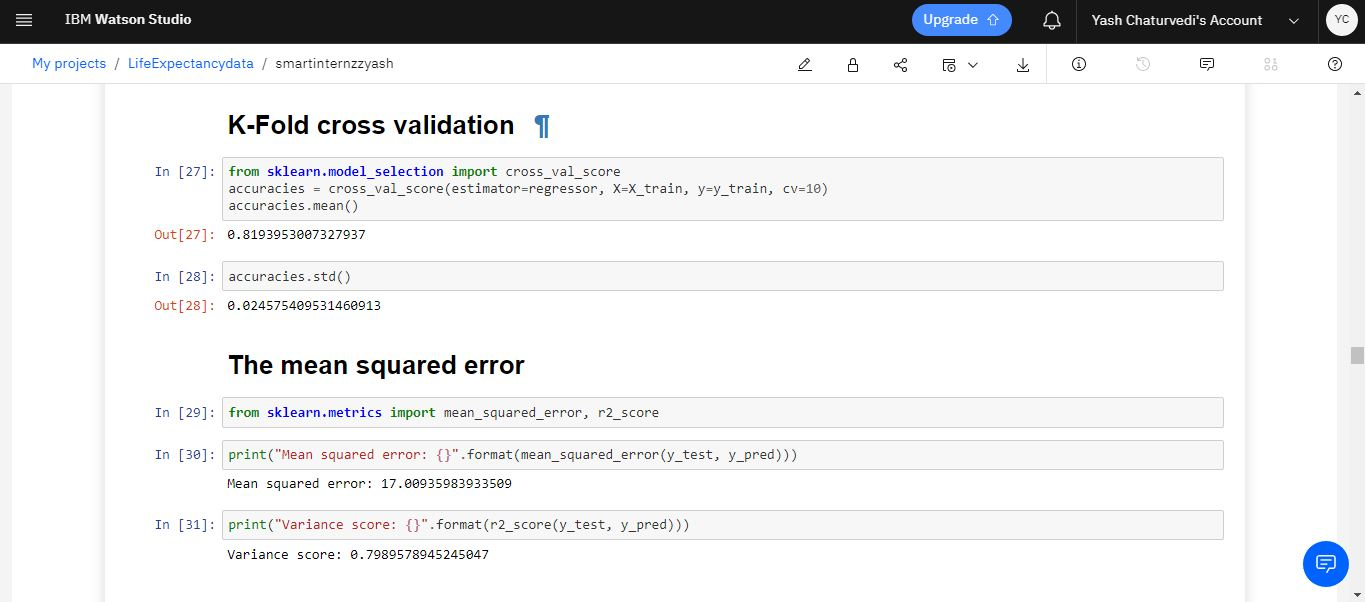 IBM Watson Studio
Upgrade
Yash Chaturvedi's Account
YC
My projects / LifeExpectancydata / smartinternzzyash
K-Fold cross validation ¶
In [27]: from sklearn.model_selection import cross_val_score
accuracies = cross_val_score(estimator=regressor, X=X_train, y=y_train, cv=10)
accuracies.mean()
Out[27]: 0.8193953007327937
In [28]: accuracies.std()
Out[28]: 0.024575409531460913
The mean squared error
In [29]: from sklearn.metrics import mean_squared_error, r2_score
In [30]: print("Mean squared error: {}".format(mean_squared_error(y_test, y_pred)))
Mean squared error: 17.00935983933509
In [31]: print("Variance score: {}".format(r2_score(y_test, y_pred)))
Variance score: 0.7989578945245047